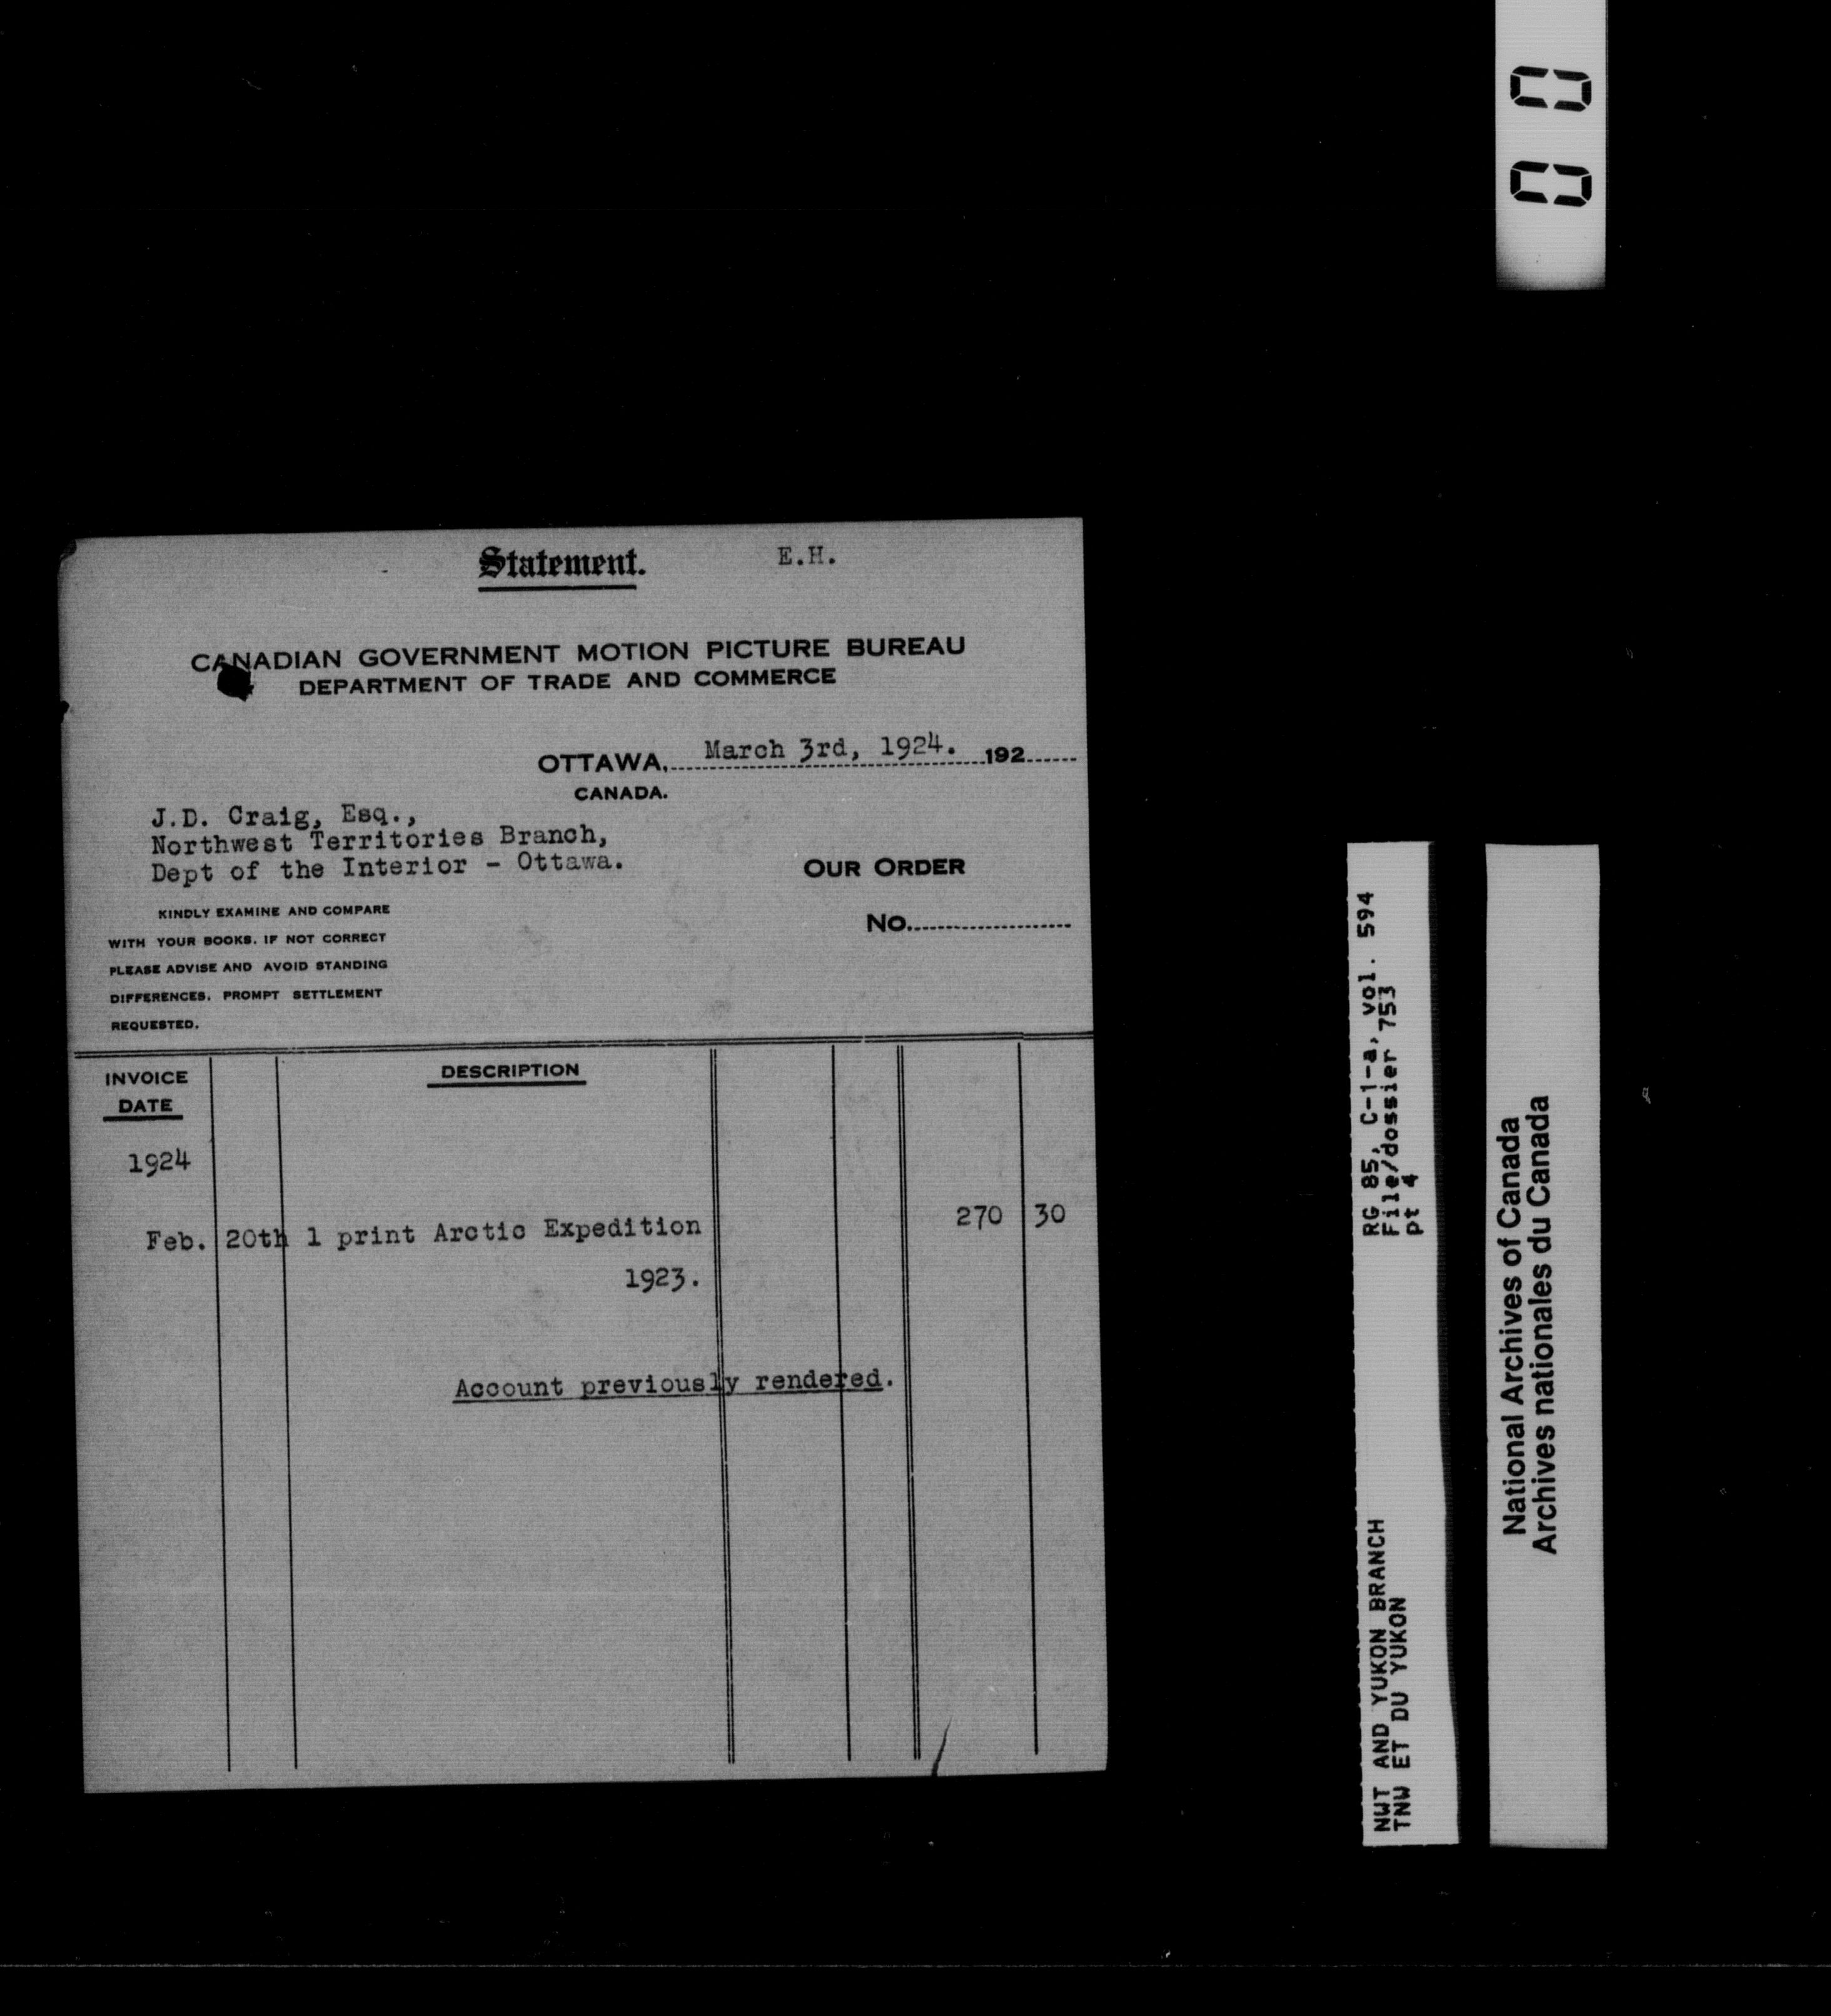 Statement.
E.H.
CANADIAN GOVERNMENT MOTION PICTURE BUREAU
DEPARTMENT OF TRADE AND COMMERCE
OTTAWA, March 3rd, 1924. 192
CANADA.
J.D. Craig, Esq.,
Northwest Territories Branch,
Dept of the Interior - Ottawa.
OUR ORDER
No.
KINDLY EXAMINE AND COMPARE
WITH YOUR BOOKS. IF NOT CORRECT
PLEASE ADVISE AND AVOID STANDING
DIFFERENCES. PROMPT SETTLEMENT
REQUESTED.
INVOICE
DATE
DESCRIPTION
1924
Feb. 20th 1 print Arctic Expedition 270 30
1923.
Account previously rendered.
00
RG 85, C-1-a, vol. 594
File/dossier 753
pt 4
NWT AND YUKON BRANCH
TNW ET DU YUKON
National Archives of Canada
Archives nationales du Canada